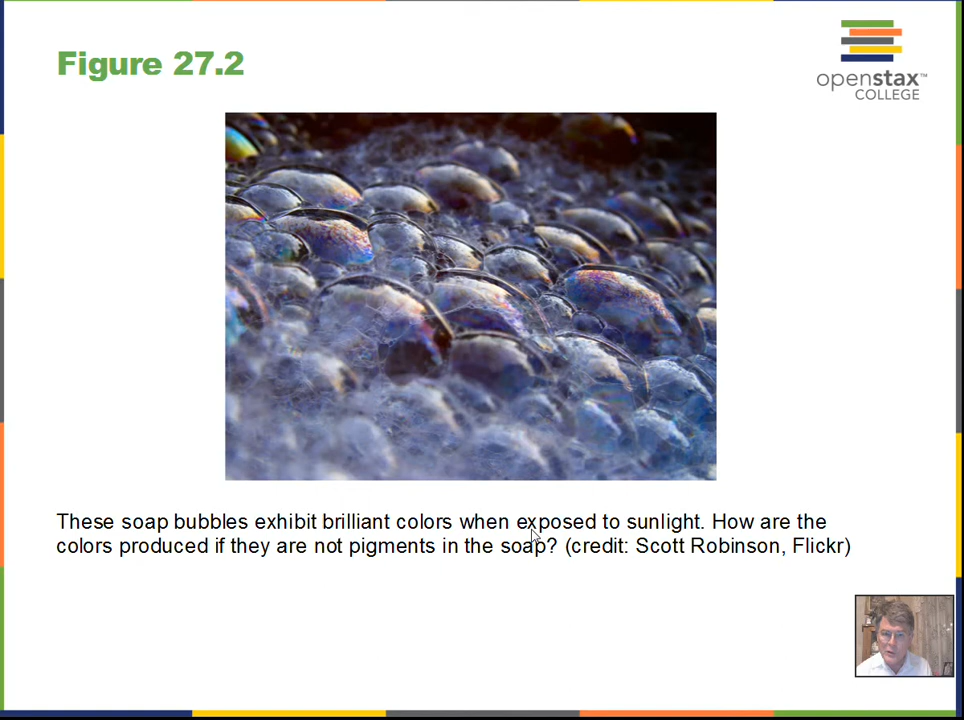 Figure 27.2
openstax™
COLLEGE
These soap bubbles exhibit brilliant colors when exposed to sunlight. How are the
colors produced if they are not pigments in the soap? (credit: Scott Robinson, Flickr)